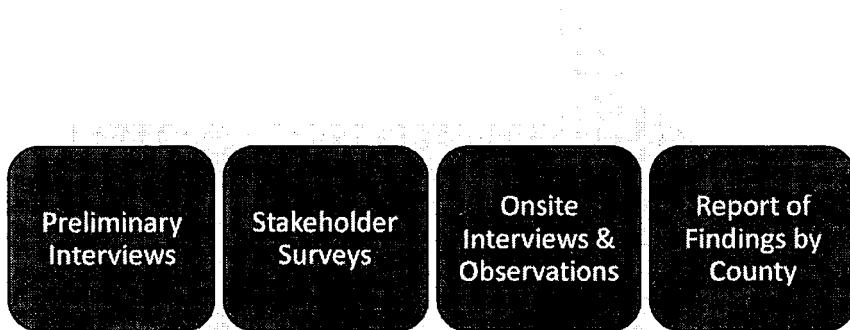 Preliminary
Interviews
Stakeholder
Surveys
Onsite
Interviews &
Observations
Report of
Findings by
County